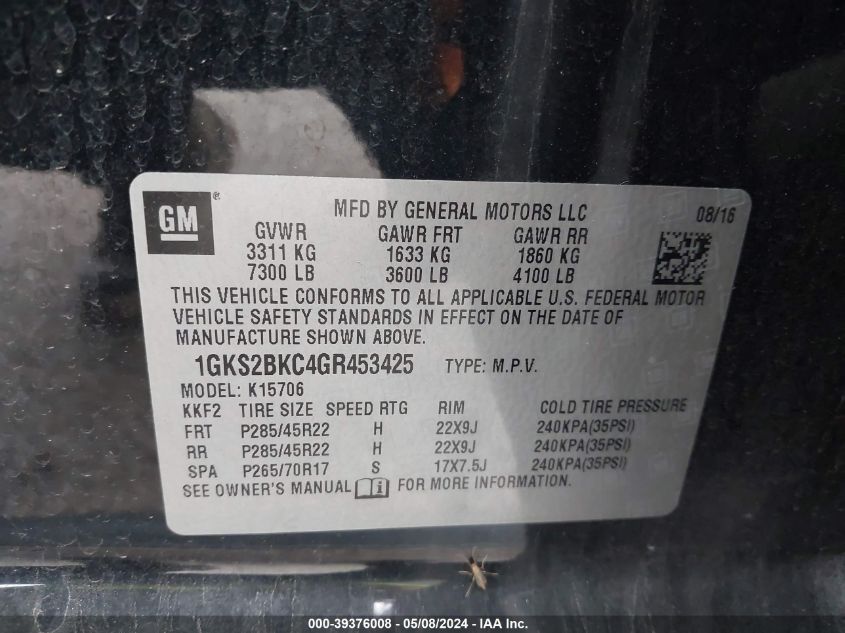 GM ®
MFD BY GENERAL MOTORS LLC 08/16
GVWR GAWR FRT GAWR RR
3311 KG 1633 KG 1860 KG
7300 LB 3600 LB 4100 LB
THIS VEHICLE CONFORMS TO ALL APPLICABLE U.S. FEDERAL MOTOR
VEHICLE SAFETY STANDARDS IN EFFECT ON THE DATE OF
MANUFACTURE SHOWN ABOVE.
1GKS2BKC4GR453425 TYPE: M.P.V.
MODEL: K15706
KKF2 TIRE SIZE SPEED RTG RIM COLD TIRE PRESSURE
FRT P285/45R22 H 22X9J 240KPA(35PSI)
RR P285/45R22 H 22X9J 240KPA(35PSI)
SPA P265/70R17 S 17X7.5J 240KPA(35PSI)
SEE OWNER'S MANUAL i FOR MORE INFORMATION.
000-39376008 - 05/08/2024 - IAA Inc.